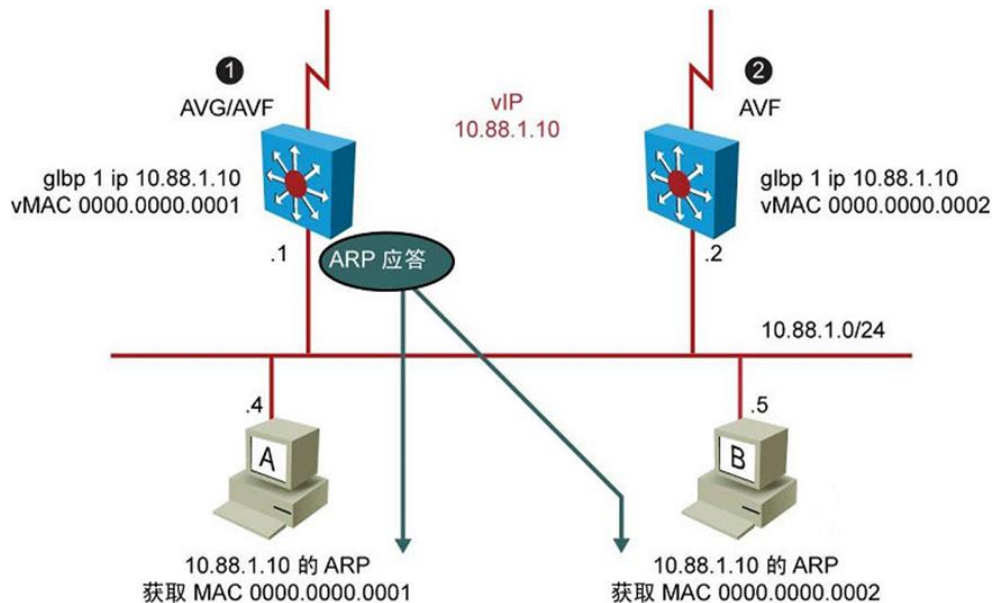 1
AVG/AVF
glbp 1 ip 10.88.1.10
vMAC 0000.0000.0001
.1
vIP
10.88.1.10
2
AVF
glbp 1 ip 10.88.1.10
vMAC 0000.0000.0002
.2
ARP 应答
10.88.1.0/24
.4
A
.5
B
10.88.1.10 的 ARP
获取 MAC 0000.0000.0001
10.88.1.10 的 ARP
获取 MAC 0000.0000.0002